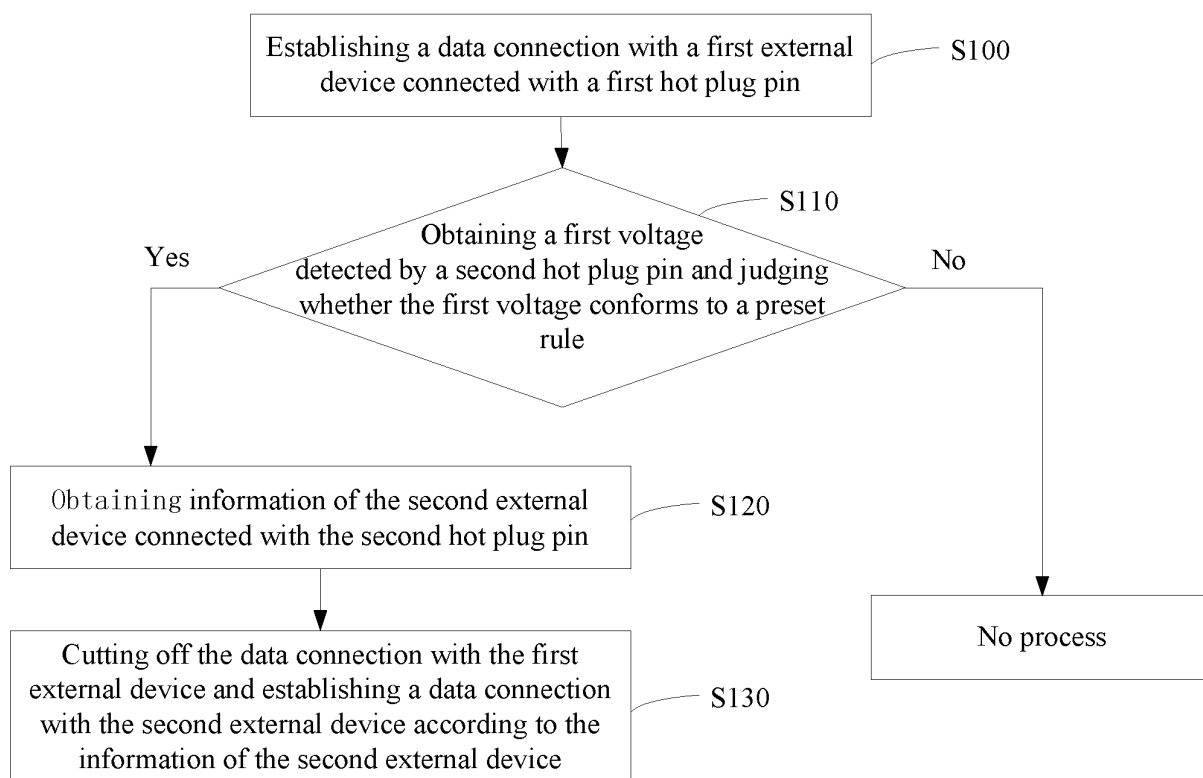 Establishing a data connection with a first external
device connected with a first hot plug pin
S100
S110
Obtaining a first voltage
detected by a second hot plug pin and judging
whether the first voltage conforms to a preset
rule
Yes
No
Obtaining information of the second external
device connected with the second hot plug pin
S120
No process
Cutting off the data connection with the first
external device and establishing a data connection
with the second external device according to the
information of the second external device
S130